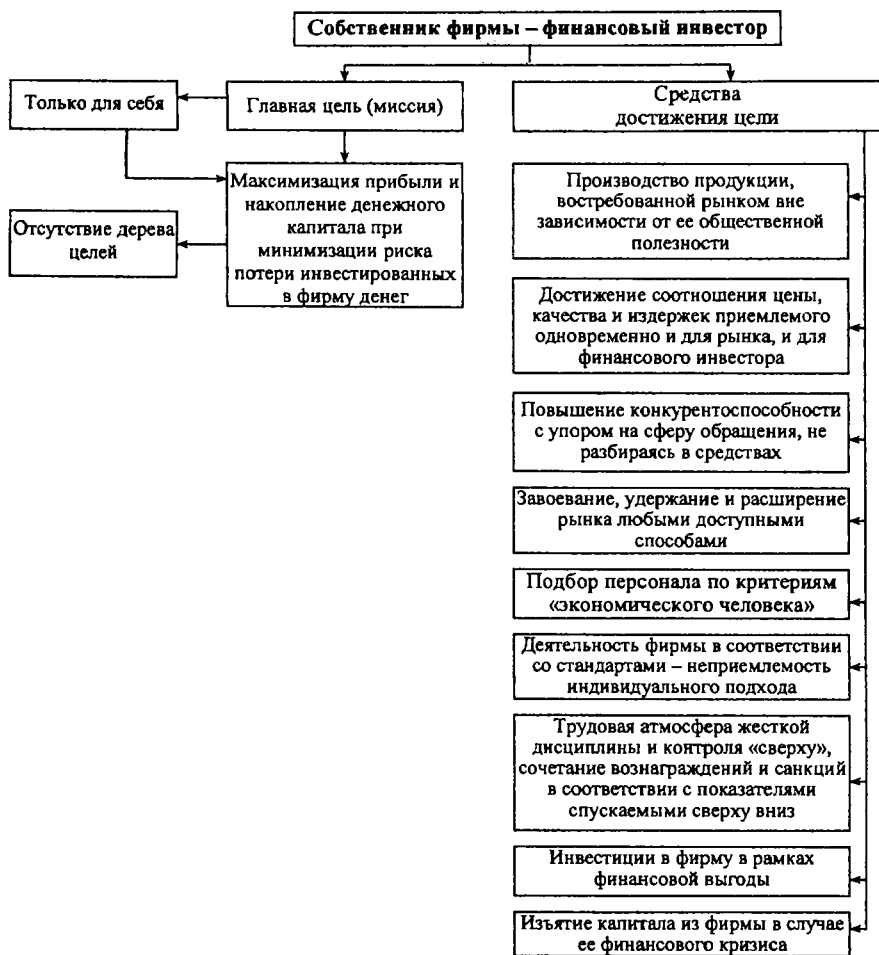 Собственник фирмы – финансовый инвестор
Только для себя
Главная цель (миссия)
Средства
достижения цели
Максимизация прибыли и
накопление денежного
капитала при
минимизации риска
потери инвестированных
в фирму денег
Отсутствие дерева
целей
Производство продукции,
востребованной рынком вне
зависимости от ее общественной
полезности
Достижение соотношения цены,
качества и издержек приемлемого
одновременно и для рынка, и для
финансового инвестора
Повышение конкурентоспособности
с упором на сферу обращения, не
разбираясь в средствах
Завоевание, удержание и расширение
рынка любыми доступными
способами
Подбор персонала по критериям
«экономического человека»
Деятельность фирмы в соответствии
со стандартами – неприемлемость
индивидуального подхода
Трудовая атмосфера жесткой
дисциплины и контроля «сверху»,
сочетание вознаграждений и санкций
в соответствии с показателями
спускаемыми сверху вниз
Инвестиции в фирму в рамках
финансовой выгоды
Изъятие капитала из фирмы в случае
ее финансового кризиса